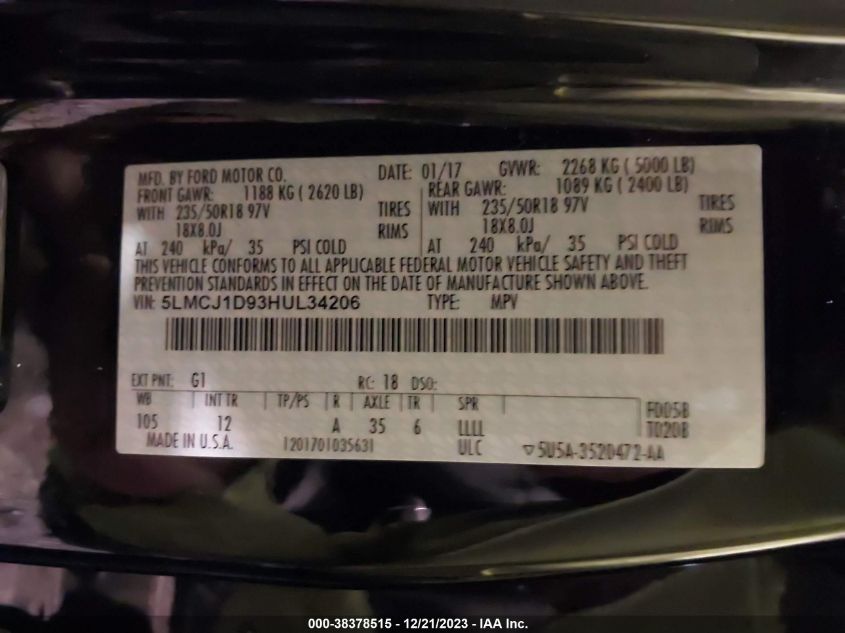 MFD. BY FORD MOTOR CO. DATE: 01/17 GVWR: 2268 KG ( 5000 LB)
FRONT GAWR: 1188 KG ( 2620 LB) REAR GAWR: 1089 KG ( 2400 LB)
WITH 235/50R18 97V TIRES WITH 235/50R18 97V TIRES
18X8.0J RIMS 18X8.0J RIMS
AT 240 kPa/ 35 PSI COLD AT 240 kPa/ 35 PSI COLD
THIS VEHICLE CONFORMS TO ALL APPLICABLE FEDERAL MOTOR VEHICLE SAFETY AND THEFT
PREVENTION STANDARDS IN EFFECT ON THE DATE OF MANUFACTURE SHOWN ABOVE.
VIN: 5LMCJ1D93HUL34206 TYPE: MPV
EXT PNT: G1 RC: 18 DSO:
WB INT TR TP/PS R AXLE TR SPR F0058
105 12 A 35 6 LLLL T0208
MADE IN U.S.A. 1201701035631 ULC ▽5U5A-3520472-AA
000-38378515 - 12/21/2023 - IAA Inc.